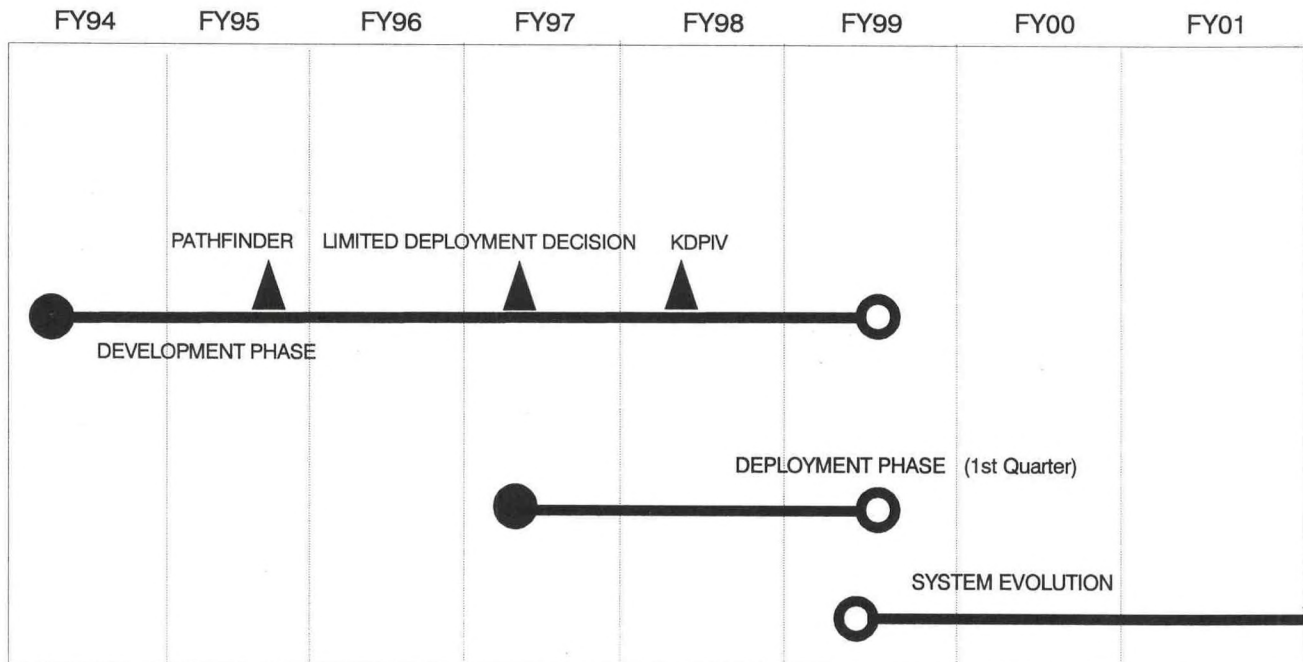 FY94 FY95 FY96 FY97 FY98 FY99 FY00 FY01
PATHFINDER LIMITED DEPLOYMENT DECISION KDPIV
DEVELOPMENT PHASE
DEPLOYMENT PHASE (1st Quarter)
SYSTEM EVOLUTION